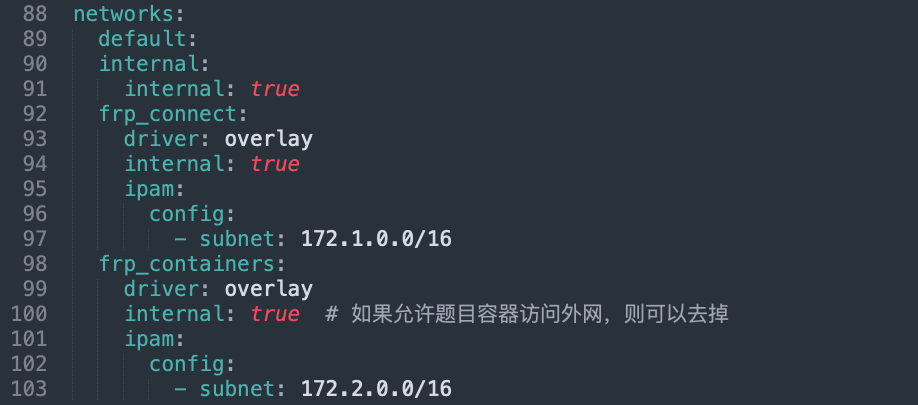 88 networks:
89   default:
90   internal:
91     internal: true
92   frp_connect:
93     driver: overlay
94     internal: true
95     ipam:
96       config:
97         - subnet: 172.1.0.0/16
98   frp_containers:
99     driver: overlay
100     internal: true  # 如果允许题目容器访问外网，则可以去掉
101     ipam:
102       config:
103         - subnet: 172.2.0.0/16